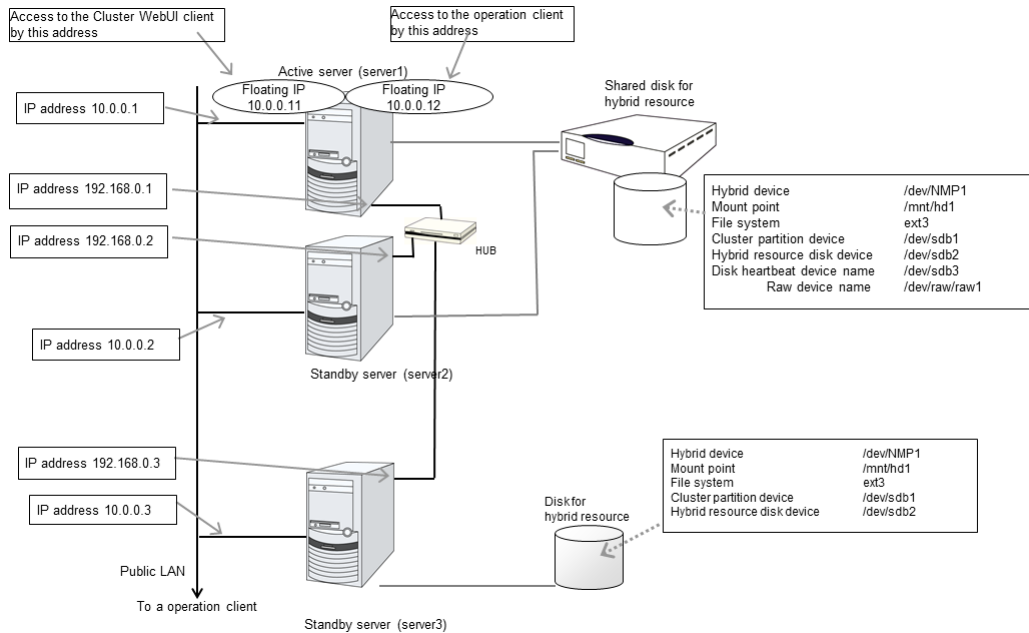 Access to the Cluster WebUI client
by this address
Access to the operation client
by this address
Active server (server1)
Floating IP
10.0.0.11
Floating IP
10.0.0.12
IP address 10.0.0.1
Shared disk for
hybrid resource
IP address 192.168.0.1
Hybrid device /dev/NMP1
Mount point /mnt/hd1
File system ext3
Cluster partition device /dev/sdb1
Hybrid resource disk device /dev/sdb2
Disk heartbeat device name /dev/sdb3
Raw device name /dev/raw/raw1
IP address 192.168.0.2
HUB
IP address 10.0.0.2
Standby server (server2)
IP address 192.168.0.3
Hybrid device /dev/NMP1
Mount point /mnt/hd1
File system ext3
Cluster partition device /dev/sdb1
Hybrid resource disk device /dev/sdb2
IP address 10.0.0.3
Disk for
hybrid resource
Public LAN
To a operation client
Standby server (server3)